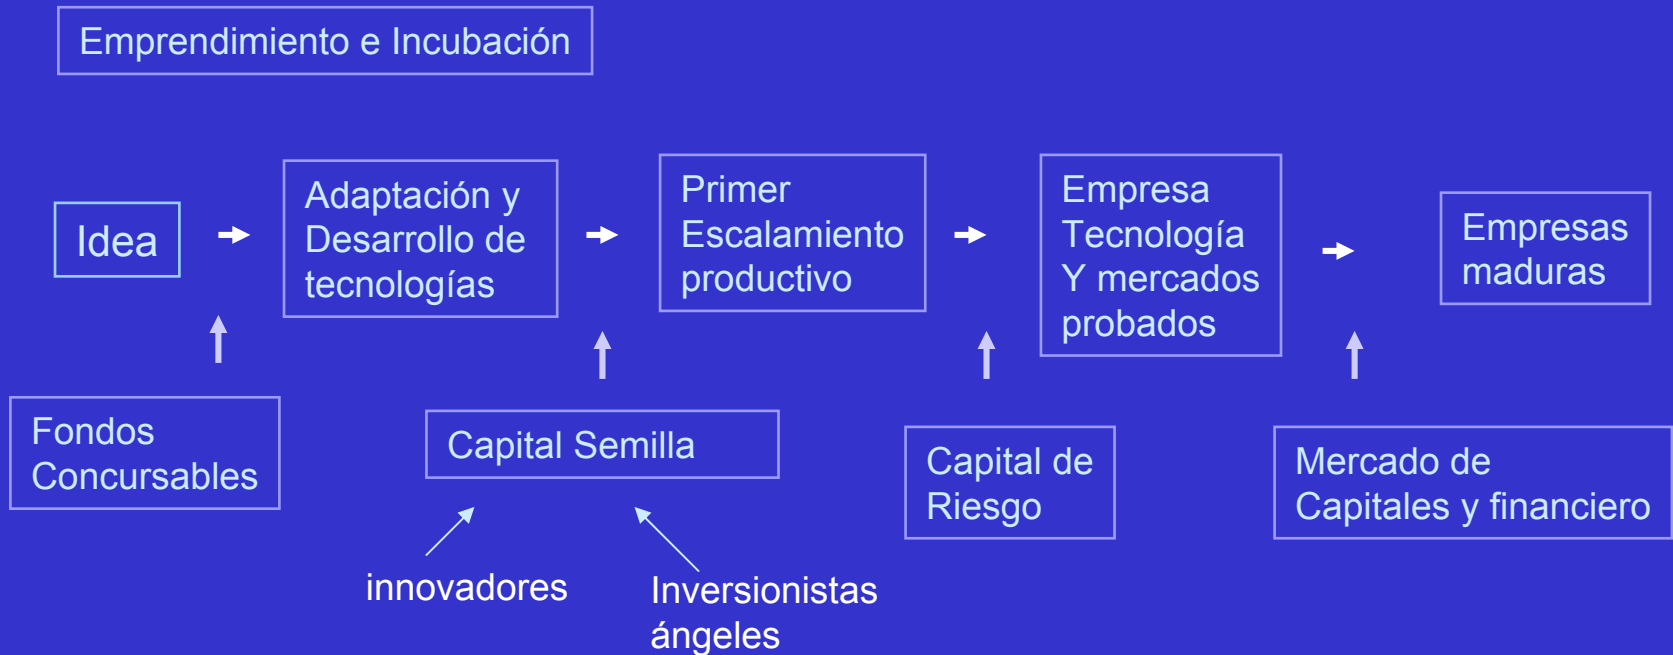 Emprendimiento e Incubación
Idea
Adaptación y
Desarrollo de
tecnologías
Primer
Escalamiento
productivo
Empresa
Tecnología
Y mercados
probados
Empresas
maduras
Fondos
Concursables
Capital Semilla
Capital de
Riesgo
Mercado de
Capitales y financiero
innovadores
Inversionistas
ángeles